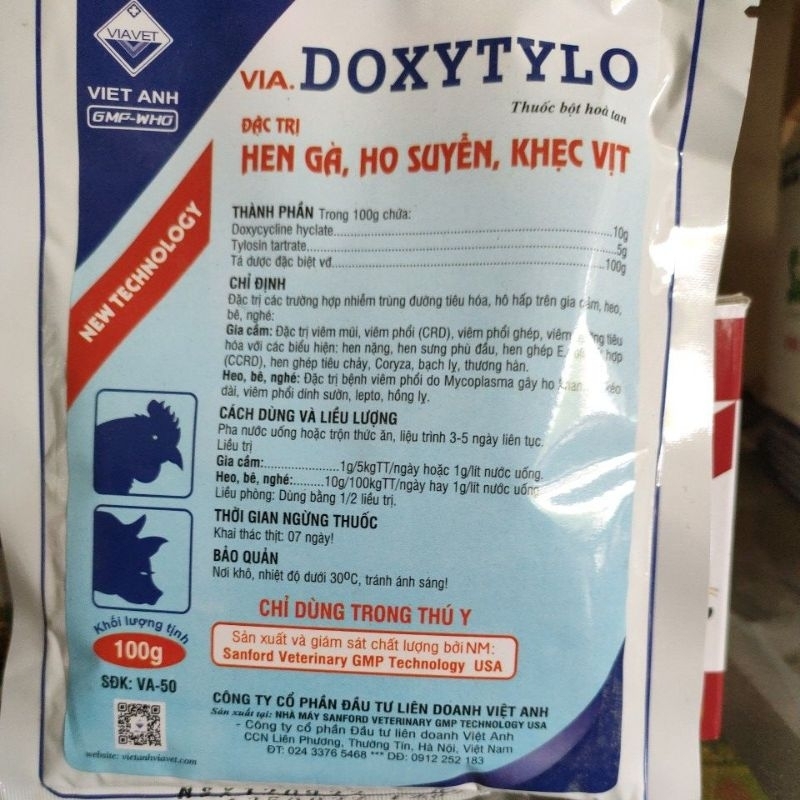 VIAVET
VIET ANH
GMP-WHO
VIA. DOXYTYLO
Thuốc bột hoà tan
ĐẶC TRỊ
HEN GÀ, HO SUYỄN, KHẸC VỊT
NEW TECHNOLOGY
THÀNH PHẦN Trong 100g chứa:
Doxycycline hyclate....................................................10g
Tylosin tartrate..........................................................5g
Tá dược đặc biệt vđ....................................................100g
CHỈ ĐỊNH
Đặc trị các trường hợp nhiễm trùng đường tiêu hóa, hô hấp trên gia cầm, heo,
bê, nghé:
Gia cầm: Đặc trị viêm mũi, viêm phổi (CRD), viêm phổi ghép, viêm tiêu
hóa với các biểu hiện: hen nặng, hen sưng phù đầu, hen ghép hợp
(CCRD), hen ghép tiêu chảy, Coryza, bạch lỵ, thương hàn.
Heo, bê, nghé: Đặc trị bệnh viêm phổi do Mycoplasma gây ho kéo
dài, viêm phổi dính sườn, lepto, hồng lỵ.
CÁCH DÙNG VÀ LIỀU LƯỢNG
Pha nước uống hoặc trộn thức ăn, liệu trình 3-5 ngày liên tục.
Liều trị
Gia cầm:......................1g/5kgTT/ngày hoặc 1g/lít nước uống.
Heo, bê, nghé:.........10g/100kgTT/ngày hay 1g/lít nước uống
Liều phòng: Dùng bằng 1/2 liều trị.
THỜI GIAN NGỪNG THUỐC
Khai thác thịt: 07 ngày!
BẢO QUẢN
Nơi khô, nhiệt độ dưới 30ºC, tránh ánh sáng!
CHỈ DÙNG TRONG THÚ Y
Khối lượng tịnh
100g
SĐK: VA-50
Sản xuất và giám sát chất lượng bởi NM:
Sanford Veterinary GMP Technology USA
CÔNG TY CỔ PHẦN ĐẦU TƯ LIÊN DOANH VIỆT ANH
Sản xuất tại: NHÀ MÁY SANFORD VETERINARY GMP TECHNOLOGY USA
- Công ty cổ phần Đầu tư liên doanh Việt Anh
CCN Liên Phương, Thường Tín, Hà Nội, Việt Nam
ĐT: 024 3376 5468 *** DĐ: 0912 252 183
website: vietanhviavet.com